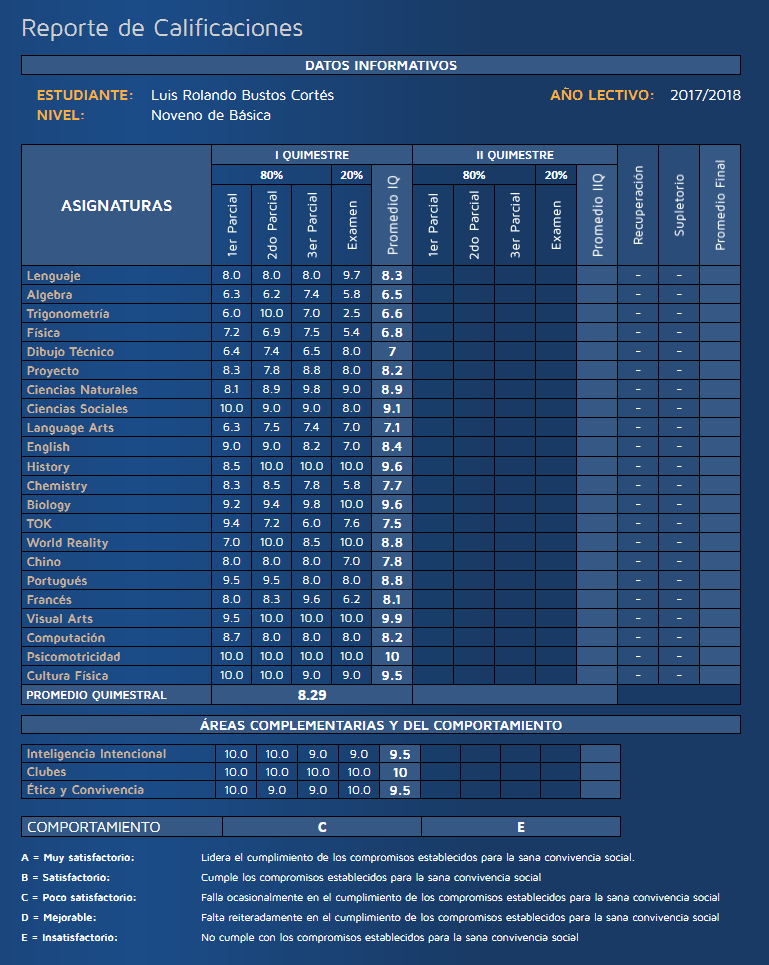 Reporte de Calificaciones
DATOS INFORMATIVOS
ESTUDIANTE: Luis Rolando Bustos Cortés AÑO LECTIVO: 2017/2018
NIVEL: Noveno de Básica
ASIGNATURAS I QUIMESTRE II QUIMESTRE Recuperación Supletorio Promedio Final
80% 20% Promedio IQ 80% 20% Promedio IIQ
1er Parcial 2do Parcial 3er Parcial Examen 1er Parcial 2do Parcial 3er Parcial Examen
Lenguaje 8.0 8.0 8.0 9.7 8.3 - -
Algebra 6.3 6.2 7.4 5.8 6.5 - -
Trigonometría 6.0 10.0 7.0 2.5 6.6 - -
Física 7.2 6.9 7.5 5.4 6.8 - -
Dibujo Técnico 6.4 7.4 6.5 8.0 7 - -
Proyecto 8.3 7.8 8.8 8.0 8.2 - -
Ciencias Naturales 8.1 8.9 9.8 9.0 8.9 - -
Ciencias Sociales 10.0 9.0 9.0 8.0 9.1 - -
Language Arts 6.3 7.5 7.4 7.0 7.1 - -
English 9.0 9.0 8.2 7.0 8.4 - -
History 8.5 10.0 10.0 10.0 9.6 - -
Chemistry 8.3 8.5 7.8 5.8 7.7 - -
Biology 9.2 9.4 9.8 10.0 9.6 - -
TOK 9.4 7.2 6.0 7.6 7.5 - -
World Reality 7.0 10.0 8.5 10.0 8.8 - -
Chino 8.0 8.0 8.0 7.0 7.8 - -
Portugués 9.5 9.5 8.0 8.0 8.8 - -
Francés 8.0 8.3 9.6 6.2 8.1 - -
Visual Arts 9.5 10.0 10.0 10.0 9.9 - -
Computación 8.7 8.0 8.0 8.0 8.2 - -
Psicomotricidad 10.0 10.0 10.0 10.0 10 - -
Cultura Física 10.0 10.0 9.0 9.0 9.5 - -
PROMEDIO QUIMESTRAL 8.29
ÁREAS COMPLEMENTARIAS Y DEL COMPORTAMIENTO
Inteligencia Intencional 10.0 10.0 9.0 9.0 9.5
Clubes 10.0 10.0 10.0 10.0 10
Ética y Convivencia 10.0 9.0 9.0 10.0 9.5
COMPORTAMIENTO C E
A = Muy satisfactorio: Lidera el cumplimiento de los compromisos establecidos para la sana convivencia social.
B = Satisfactorio: Cumple los compromisos establecidos para la sana convivencia social
C = Poco satisfactorio: Falla ocasionalmente en el cumplimiento de los compromisos establecidos para la sana convivencia social
D = Mejorable: Falta reiteradamente en el cumplimiento de los compromisos establecidos para la sana convivencia social
E = Insatisfactorio: No cumple con los compromisos establecidos para la sana convivencia social